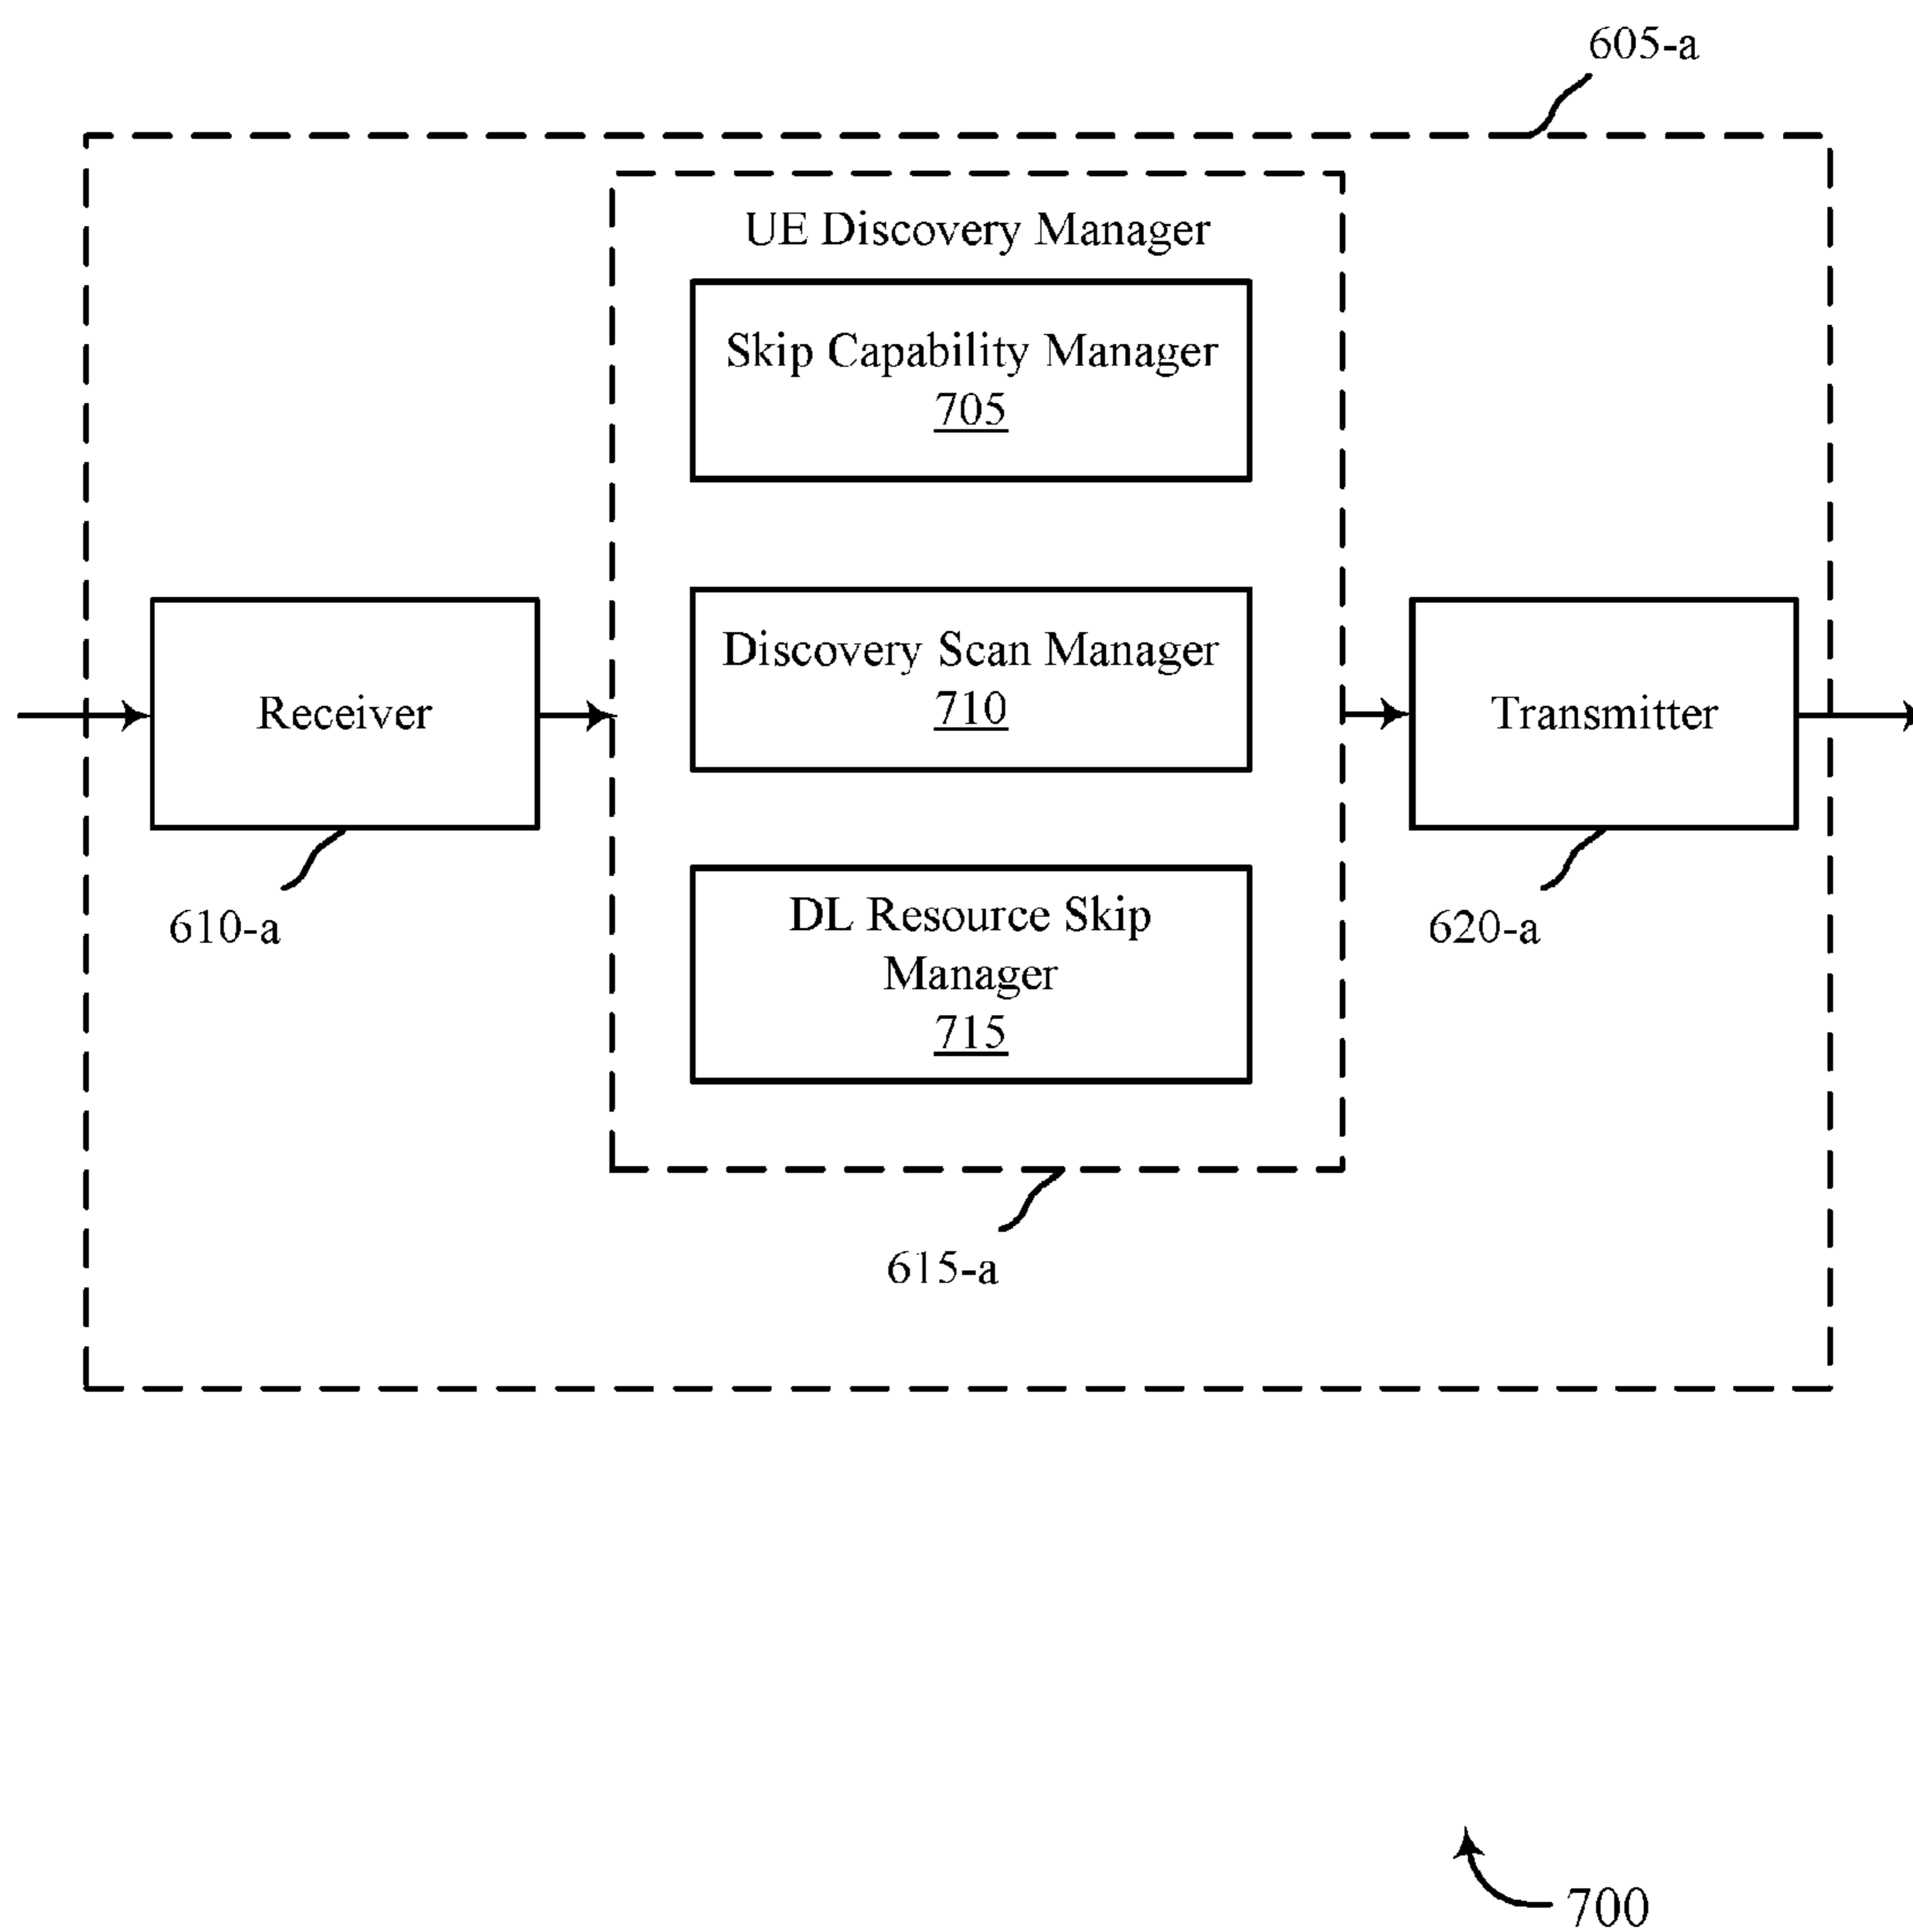 605-a
UE Discovery Manager
Skip Capability Manager
705
Discovery Scan Manager
710
Receiver
Transmitter
DL Resource Skip
Manager
715
610-a
620-a
615-a
700